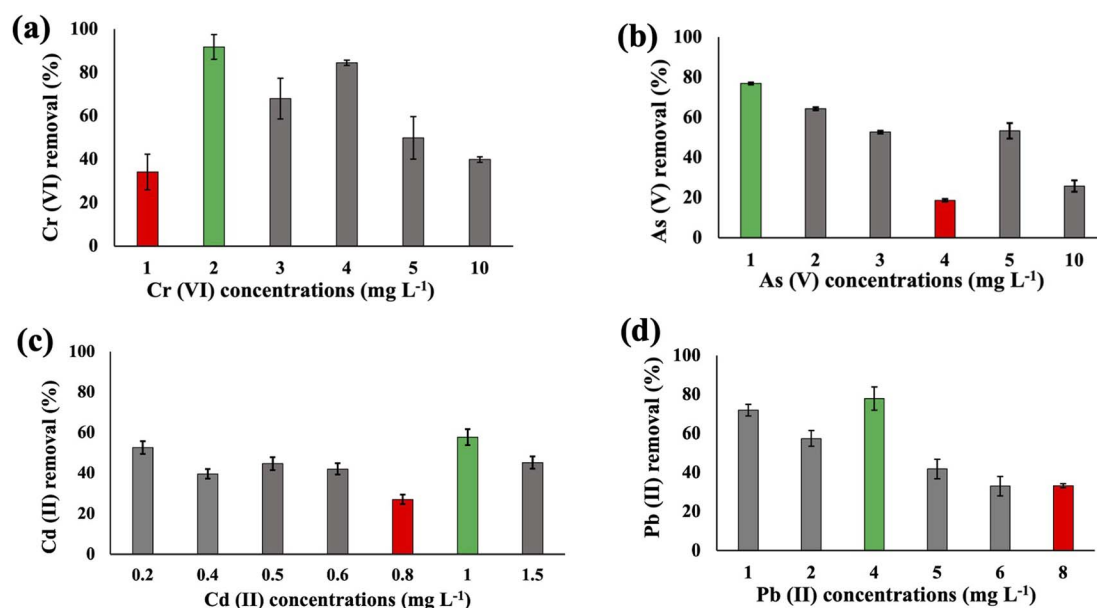 (a)
Cr (VI) removal (%)
100
80
60
40
20
0
1 2 3 4 5 10
Cr (VI) concentrations (mg L⁻¹)
(b)
As (V) removal (%)
100
80
60
40
20
0
1 2 3 4 5 10
As (V) concentrations (mg L⁻¹)
(c)
Cd (II) removal (%)
100
80
60
40
20
0
0.2 0.4 0.5 0.6 0.8 1 1.5
Cd (II) concentrations (mg L⁻¹)
(d)
Pb (II) removal (%)
100
80
60
40
20
0
1 2 4 5 6 8
Pb (II) concentrations (mg L⁻¹)